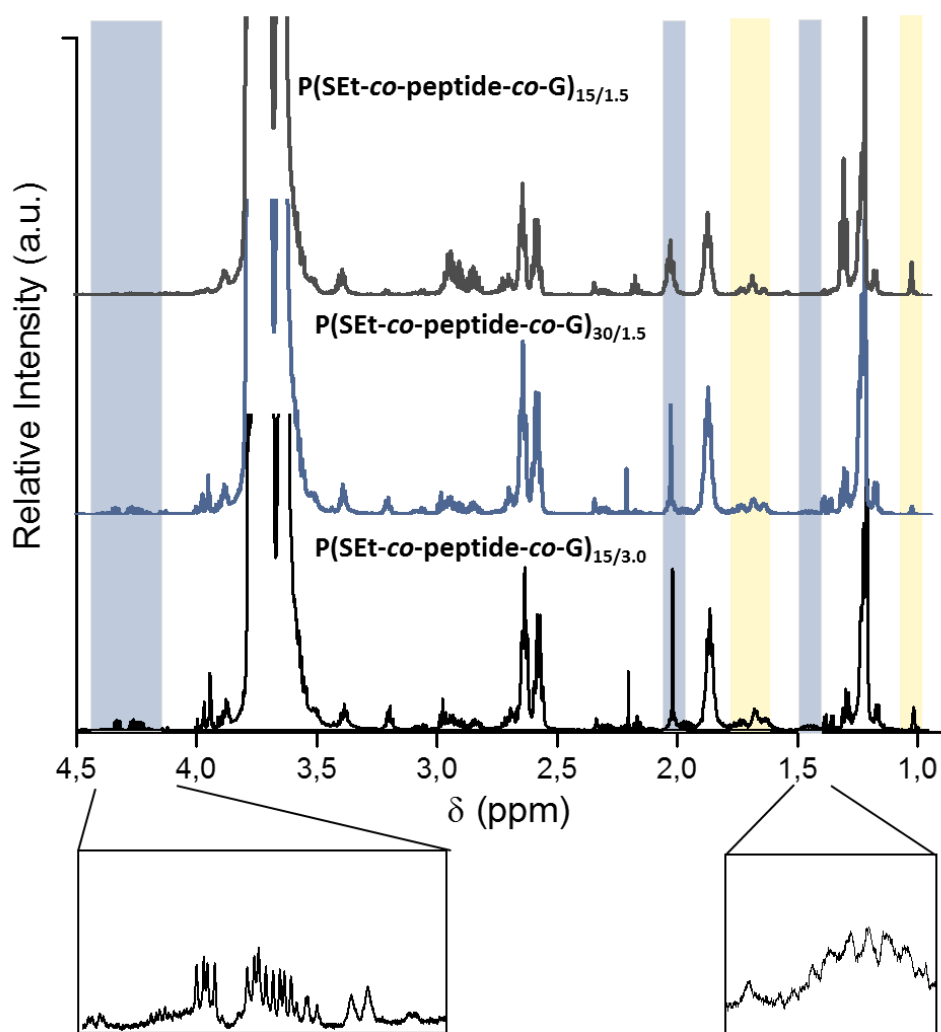 P(SEt-co-peptide-co-G)15/1.5
P(SEt-co-peptide-co-G)30/1.5
P(SEt-co-peptide-co-G)15/3.0
Relative Intensity (a.u.)
4,5 4,0 3,5 3,0 2,5 2,0 1,5 1,0
δ (ppm)